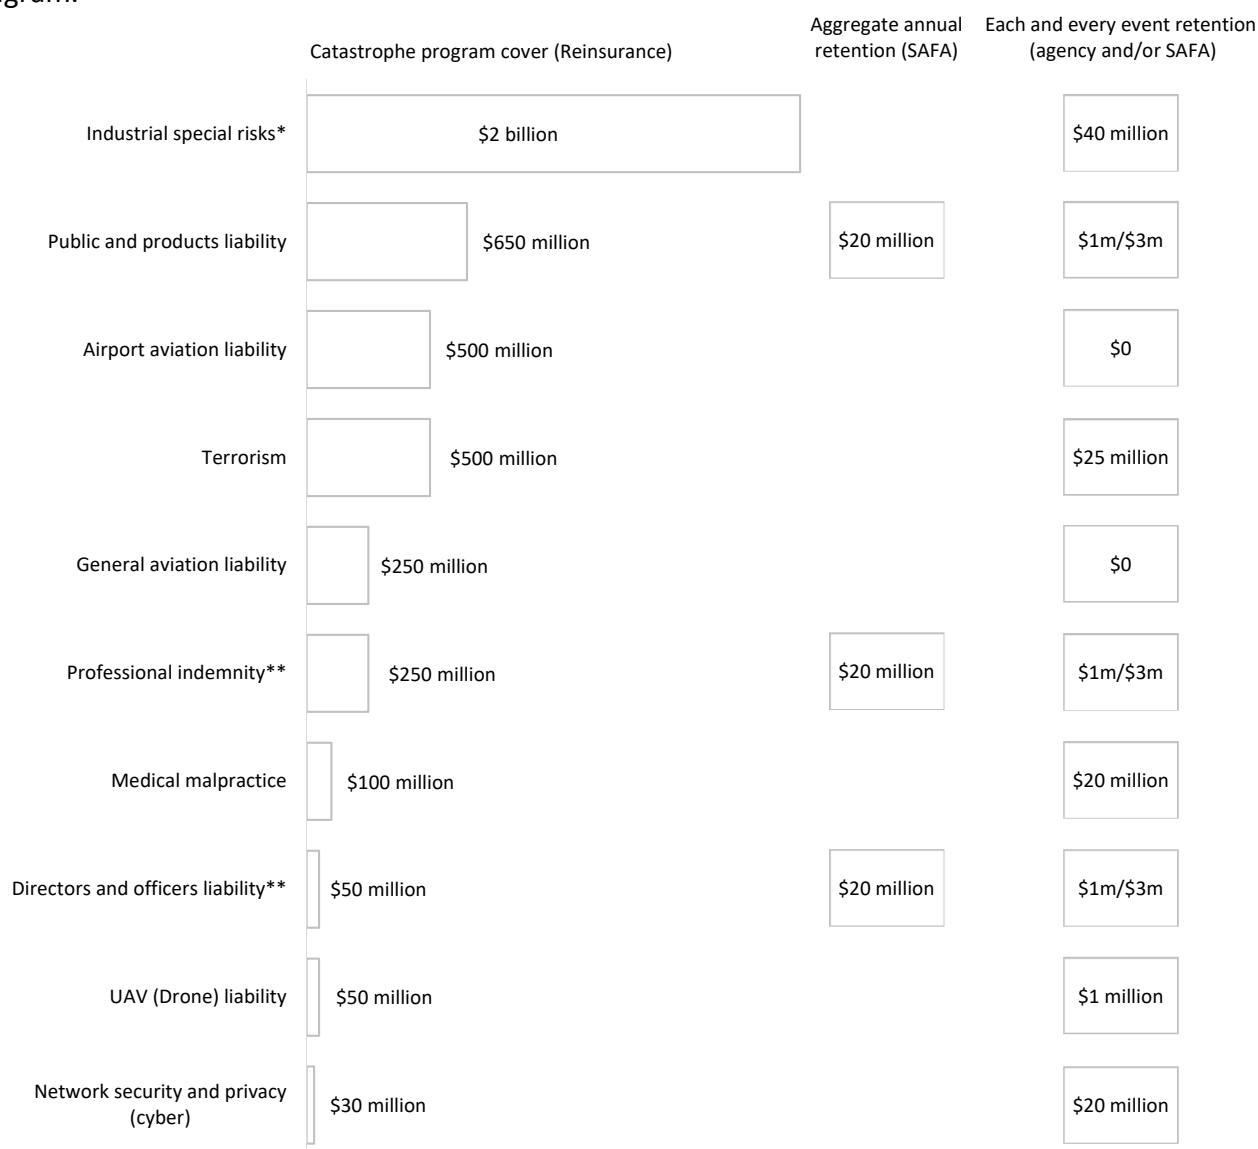 gram.
Catastrophe program cover (Reinsurance)
Aggregate annual
retention (SAFA)
Each and every event retention
(agency and/or SAFA)
Industrial special risks*
$2 billion
$40 million
Public and products liability
$650 million
$20 million
$1m/$3m
Airport aviation liability
$500 million
$0
Terrorism
$500 million
$25 million
General aviation liability
$250 million
$0
Professional indemnity**
$250 million
$20 million
$1m/$3m
Medical malpractice
$100 million
$20 million
Directors and officers liability**
$50 million
$20 million
$1m/$3m
UAV (Drone) liability
$50 million
$1 million
Network security and privacy
(cyber)
$30 million
$20 million